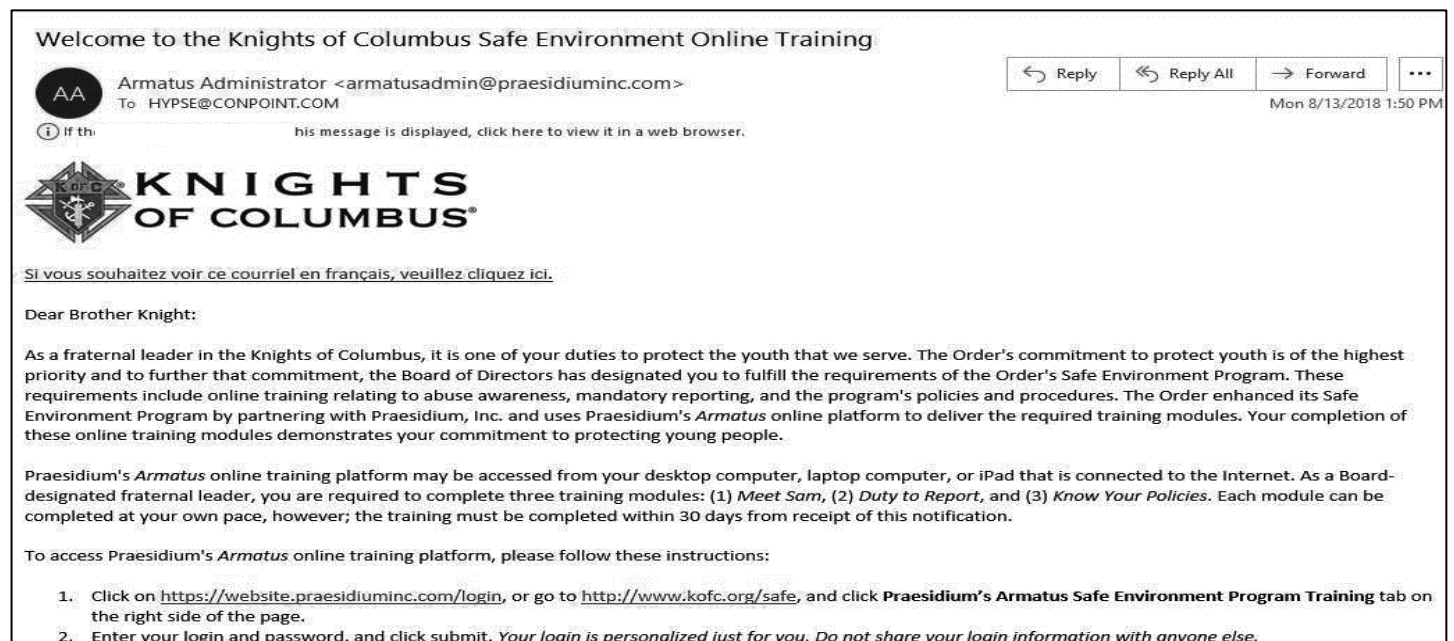 Welcome to the Knights of Columbus Safe Environment Online Training
AA
Armatus Administrator <armatusadmin@praesidiuminc.com>
To HYPSE@CONPOINT.COM
Reply
Reply All
Forward
...
Mon 8/13/2018 1:50 PM
i If his message is displayed, click here to view it in a web browser.
K OF C
KNIGHTS
OF COLUMBUS®
Si vous souhaitez voir ce courriel en français, veuillez cliquez ici.
Dear Brother Knight:
As a fraternal leader in the Knights of Columbus, it is one of your duties to protect the youth that we serve. The Order's commitment to protect youth is of the highest
priority and to further that commitment, the Board of Directors has designated you to fulfill the requirements of the Order's Safe Environment Program. These
requirements include online training relating to abuse awareness, mandatory reporting, and the program's policies and procedures. The Order enhanced its Safe
Environment Program by partnering with Praesidium, Inc. and uses Praesidium's Armatus online platform to deliver the required training modules. Your completion of
these online training modules demonstrates your commitment to protecting young people.
Praesidium's Armatus online training platform may be accessed from your desktop computer, laptop computer, or iPad that is connected to the Internet. As a Board-
designated fraternal leader, you are required to complete three training modules: (1) Meet Sam, (2) Duty to Report, and (3) Know Your Policies. Each module can be
completed at your own pace, however; the training must be completed within 30 days from receipt of this notification.
To access Praesidium's Armatus online training platform, please follow these instructions:
1. Click on https://website.praesidiuminc.com/login, or go to http://www.kofc.org/safe, and click Praesidium's Armatus Safe Environment Program Training tab on
the right side of the page.
2. Enter your login and password, and click submit. Your login is personalized just for you. Do not share your login information with anyone else.